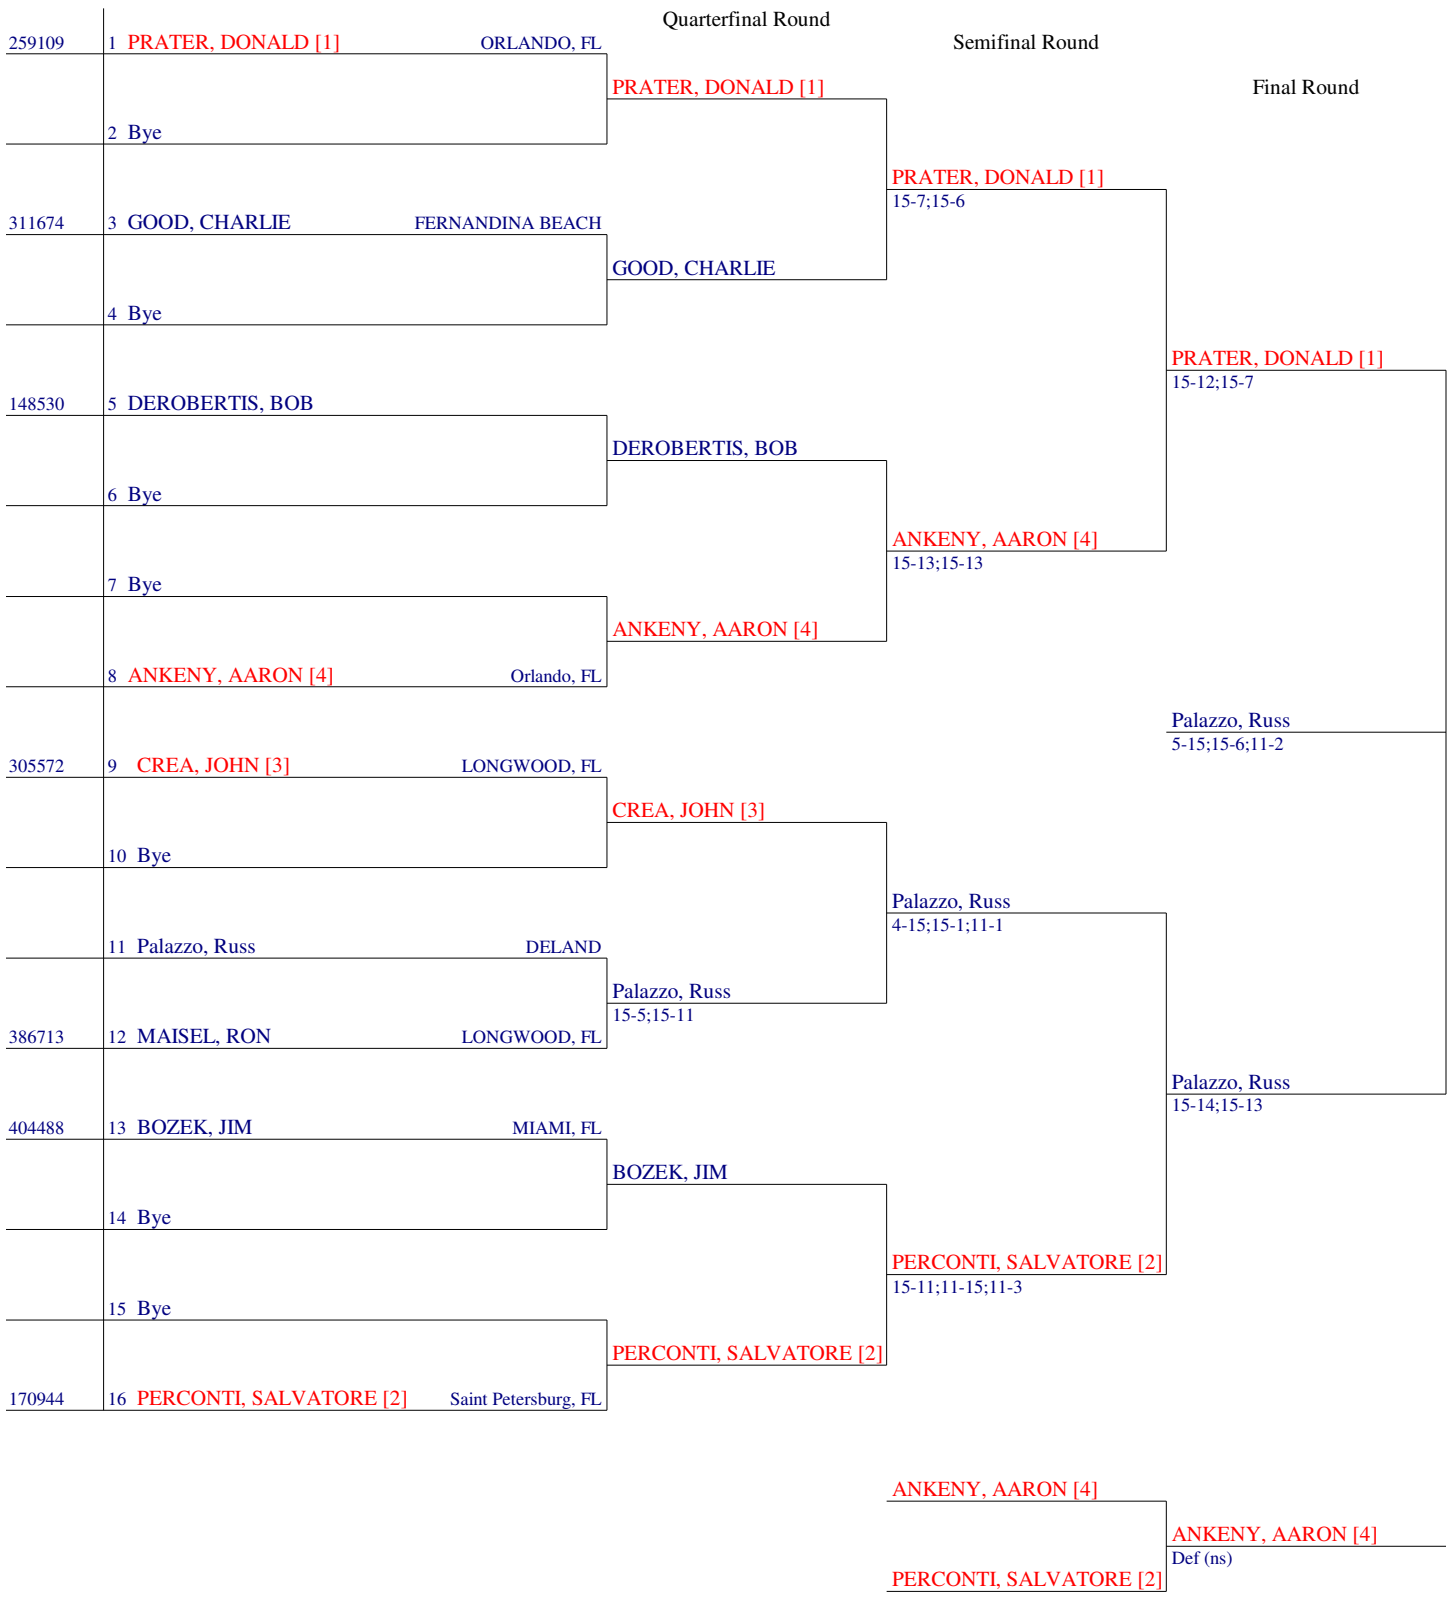 Quarterfinal Round
Semifinal Round
Final Round
259109 1 PRATER, DONALD [1] ORLANDO, FL
PRATER, DONALD [1]
2 Bye
PRATER, DONALD [1]
15-7;15-6
311674 3 GOOD, CHARLIE FERNANDINA BEACH
GOOD, CHARLIE
4 Bye
PRATER, DONALD [1]
15-12;15-7
148530 5 DEROBERTIS, BOB
DEROBERTIS, BOB
6 Bye
ANKENY, AARON [4]
15-13;15-13
7 Bye
ANKENY, AARON [4]
8 ANKENY, AARON [4] Orlando, FL
Palazzo, Russ
5-15;15-6;11-2
305572 9 CREA, JOHN [3] LONGWOOD, FL
CREA, JOHN [3]
10 Bye
Palazzo, Russ
4-15;15-1;11-1
11 Palazzo, Russ DELAND
Palazzo, Russ
15-5;15-11
386713 12 MAISEL, RON LONGWOOD, FL
Palazzo, Russ
15-14;15-13
404488 13 BOZEK, JIM MIAMI, FL
BOZEK, JIM
14 Bye
PERCONTI, SALVATORE [2]
15-11;11-15;11-3
15 Bye
PERCONTI, SALVATORE [2]
170944 16 PERCONTI, SALVATORE [2] Saint Petersburg, FL
ANKENY, AARON [4]
ANKENY, AARON [4]
Def (ns)
PERCONTI, SALVATORE [2]